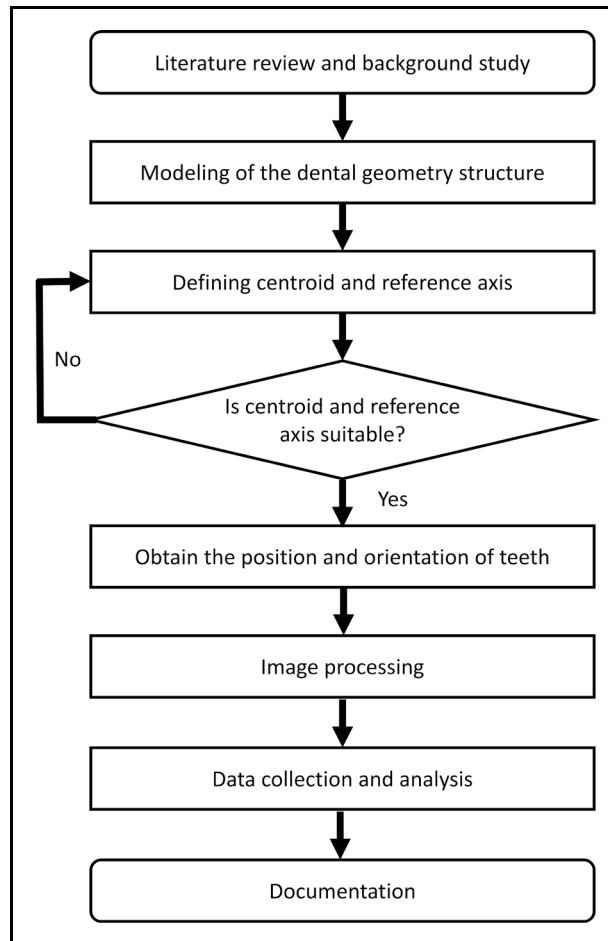 Literature review and background study
Modeling of the dental geometry structure
Defining centroid and reference axis
No
Is centroid and reference
axis suitable?
Yes
Obtain the position and orientation of teeth
Image processing
Data collection and analysis
Documentation